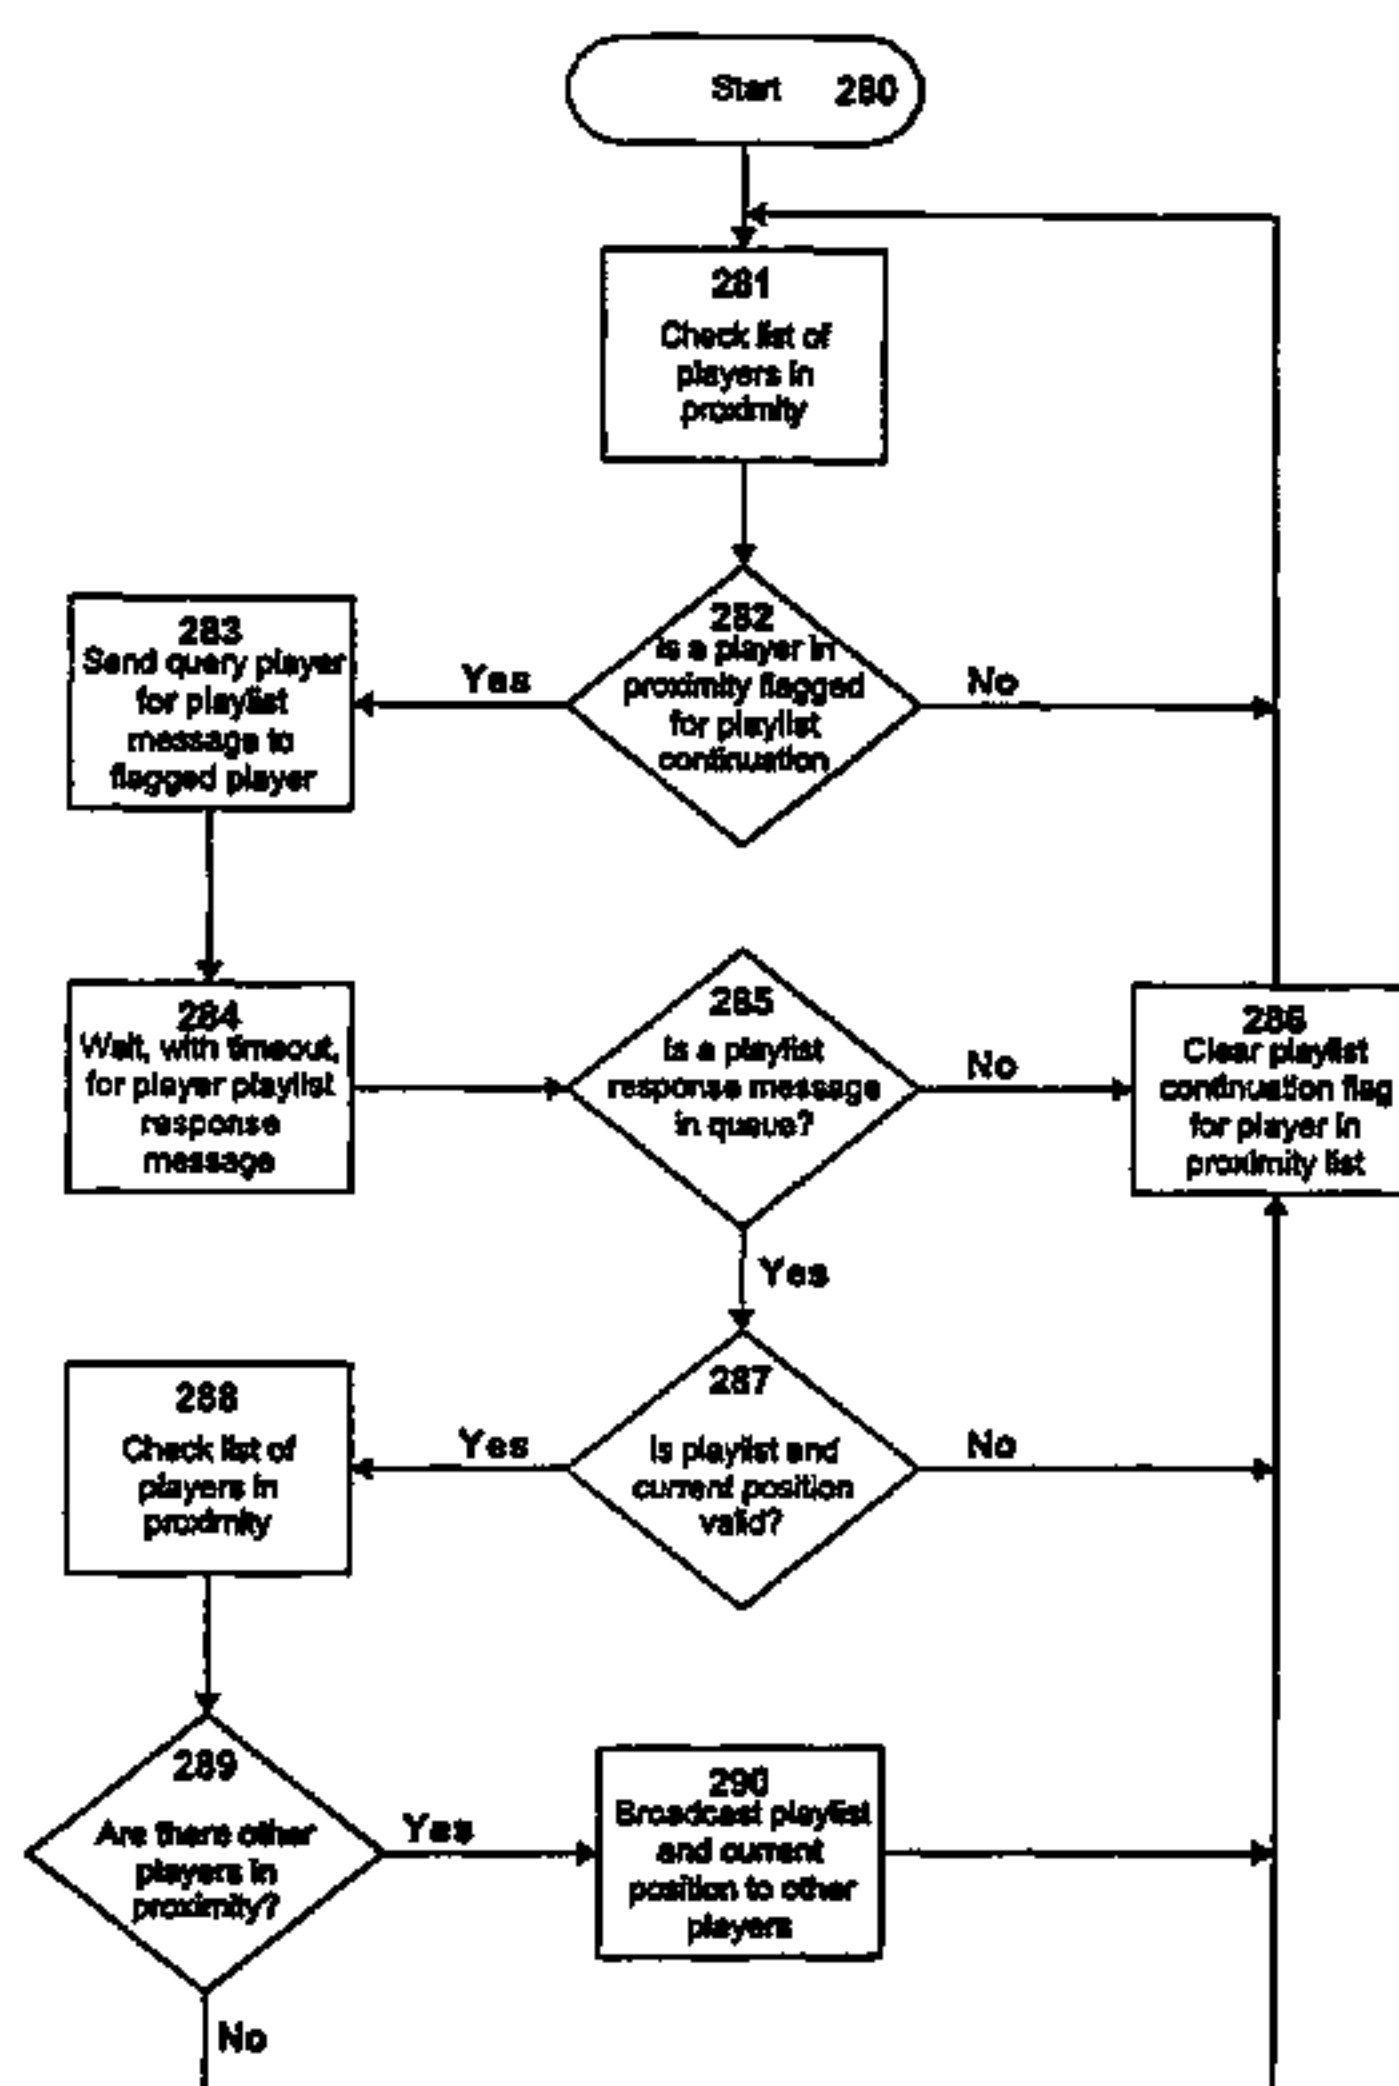 Start 280
281
Check list of
players in
proximity
282
Is a player in
proximity flagged
for playlist
continuation
Yes
No
283
Send query player
for playlist
message to
flagged player
284
Wait, with timeout,
for player playlist
response
message
285
Is a playlist
response message
in queue?
No
Yes
286
Clear playlist
continuation flag
for player in
proximity list
287
Is playlist and
current position
valid?
Yes
No
288
Check list of
players in
proximity
289
Are there other
players in
proximity?
Yes
No
290
Broadcast playlist
and current
position to other
players